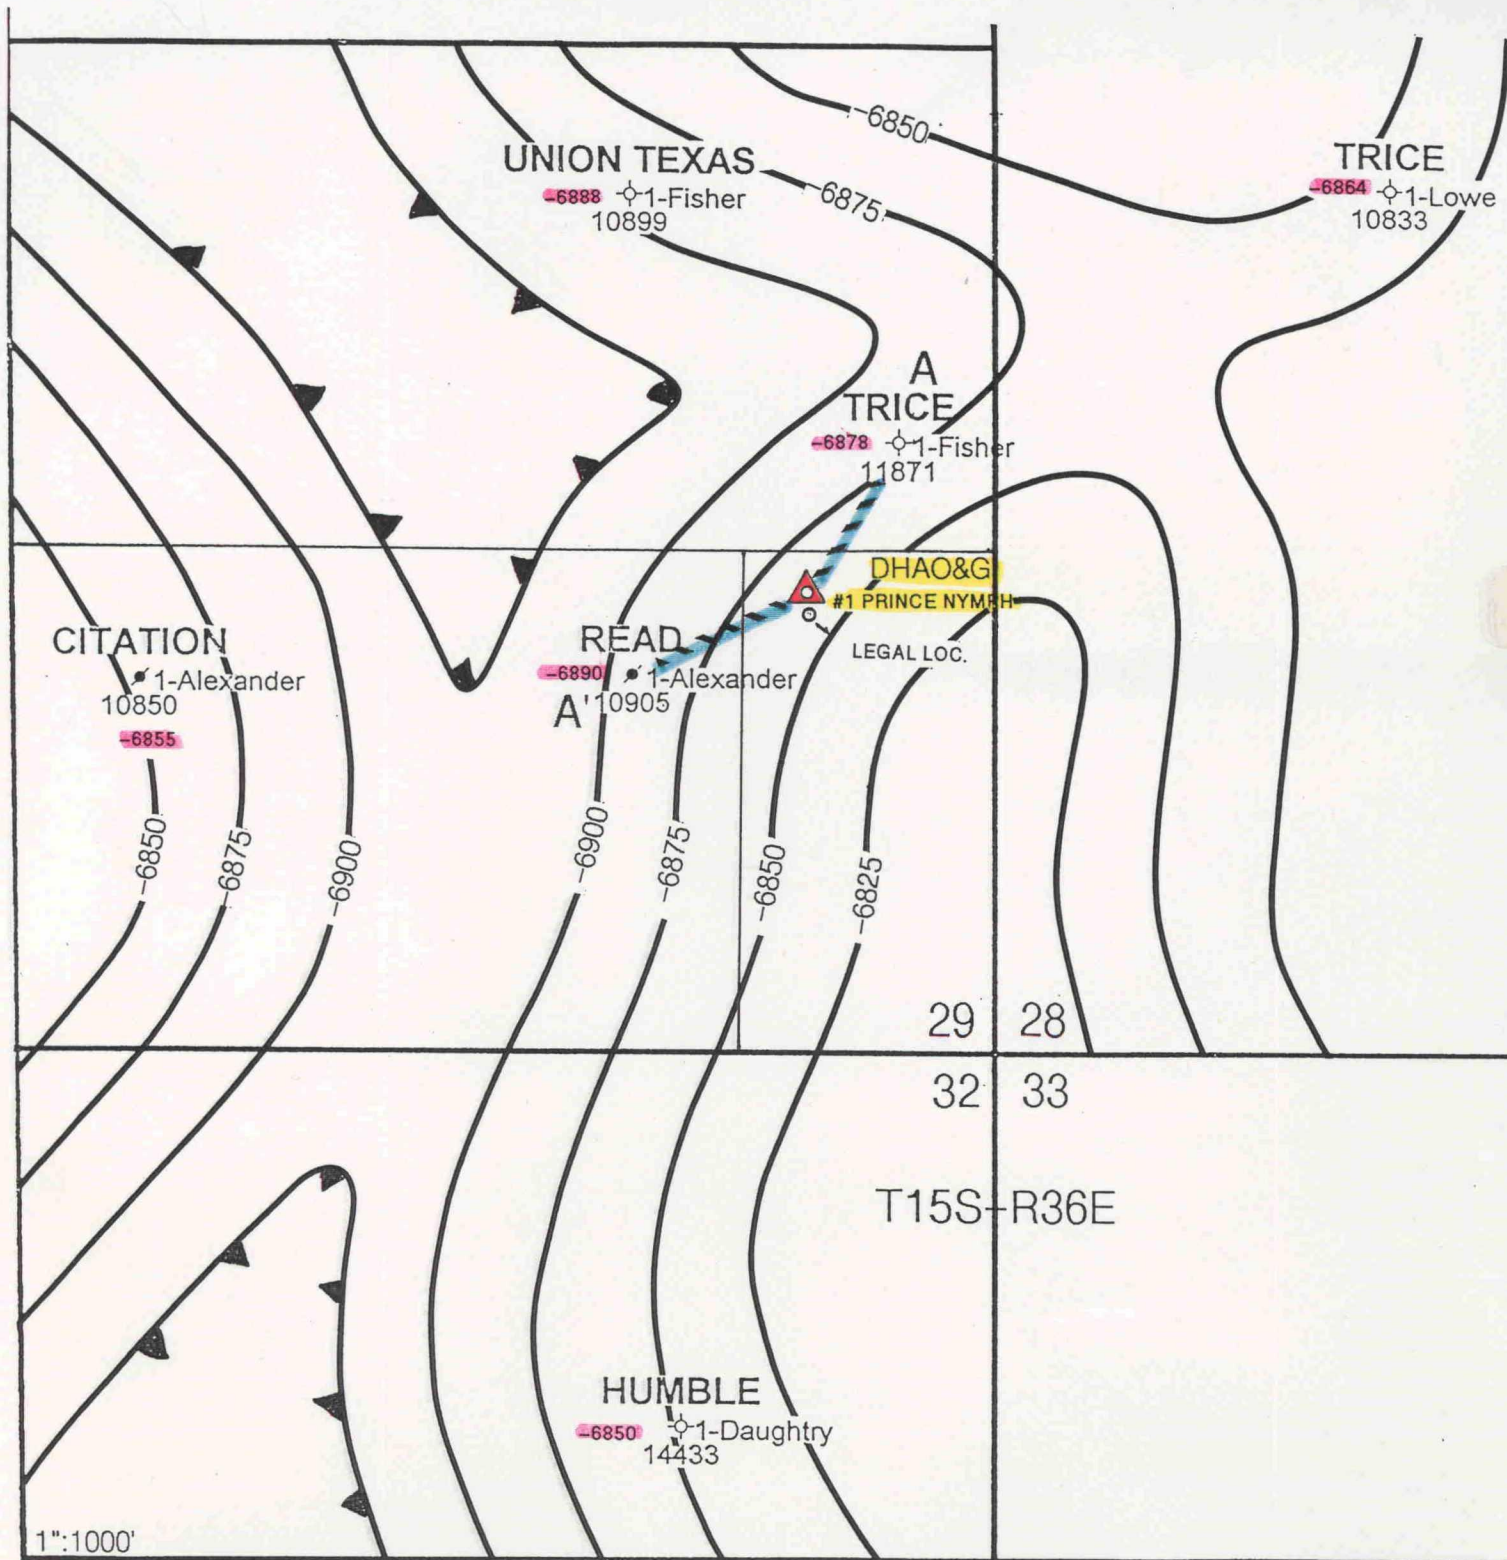 -6850
UNION TEXAS
-6888 1-Fisher
10899
-6875
TRICE
-6864 1-Lowe
10833
A
TRICE
-6878 1-Fisher
11871
DHAO&G
#1 PRINCE NYMPH
LEGAL LOC.
CITATION
1-Alexander
10850
-6855
READ
-6890 1-Alexander
A' 10905
-6850
-6875
-6900
-6900
-6875
-6850
-6825
29 28
32 33
T15S-R36E
HUMBLE
-6850 1-Daughtry
14433
1":1000'